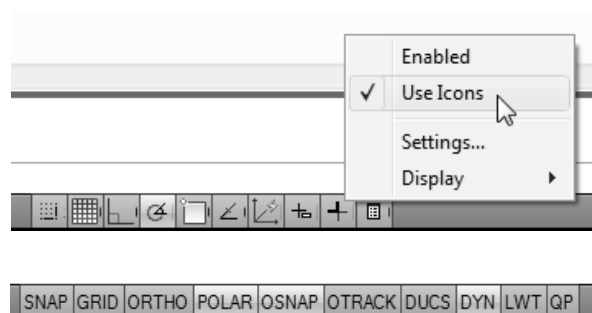 Enabled
Use Icons
Settings...
Display
SNAP GRID ORTHO POLAR OSNAP OTRACK DUCS DYN LWT QP